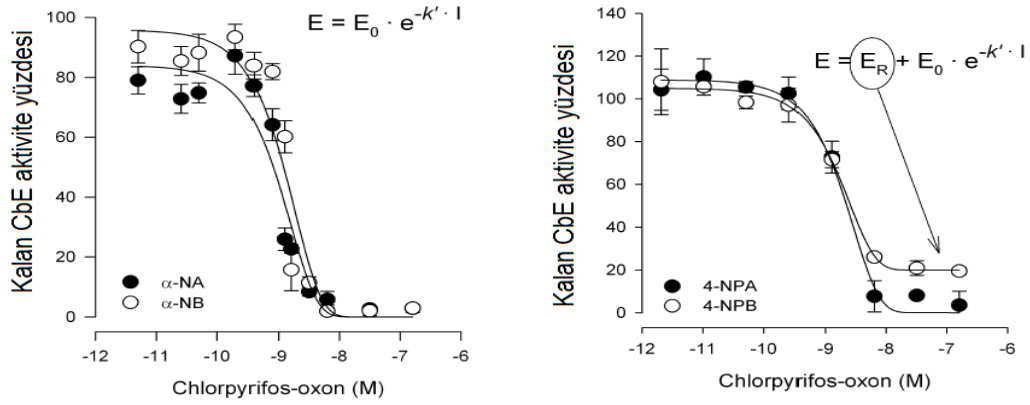 E = E0 · e-k' · I
Kalan CbE aktivite yüzdesi
100
80
60
40
20
0
α-NA
α-NB
-12 -11 -10 -9 -8 -7 -6
Chlorpyrifos-oxon (M)
E = ER + E0 · e-k' · I
Kalan CbE aktivite yüzdesi
140
120
100
80
60
40
20
0
4-NPA
4-NPB
-12 -11 -10 -9 -8 -7 -6
Chlorpyrifos-oxon (M)